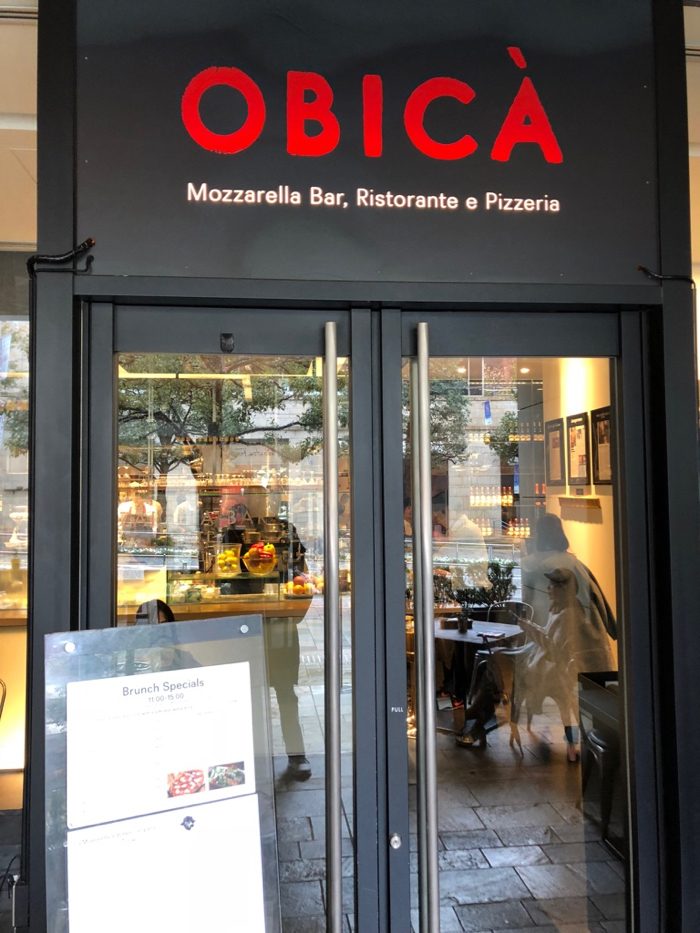 OBICÀ
Mozzarella Bar, Ristorante e Pizzeria
PULL
Brunch Specials
11:00-15:00